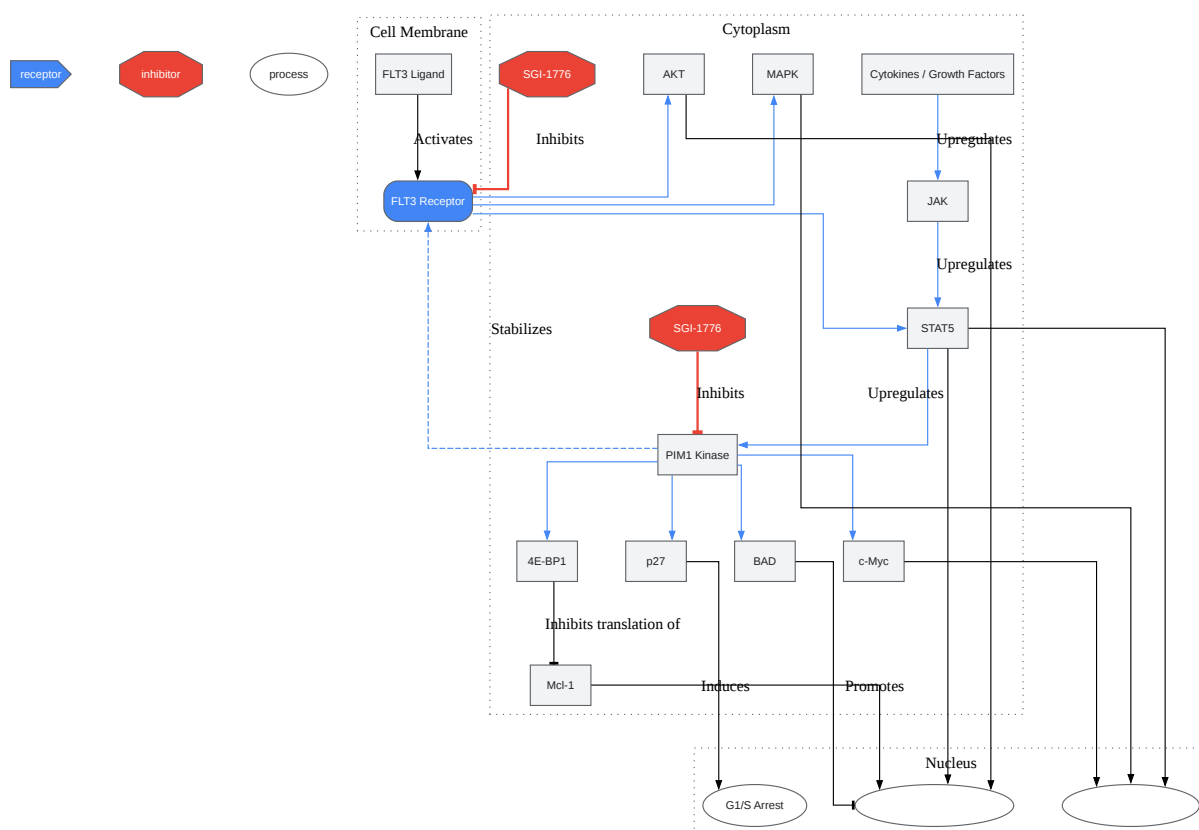 Cell Membrane
Cytoplasm
receptor
inhibitor
process
FLT3 Ligand
SGI-1776
AKT
MAPK
Cytokines / Growth Factors
Activates
Inhibits
Upregulates
FLT3 Receptor
JAK
Upregulates
Stabilizes
SGI-1776
STAT5
Inhibits
Upregulates
PIM1 Kinase
4E-BP1
p27
BAD
c-Myc
Inhibits translation of
Mcl-1
Induces
Promotes
Nucleus
G1/S Arrest